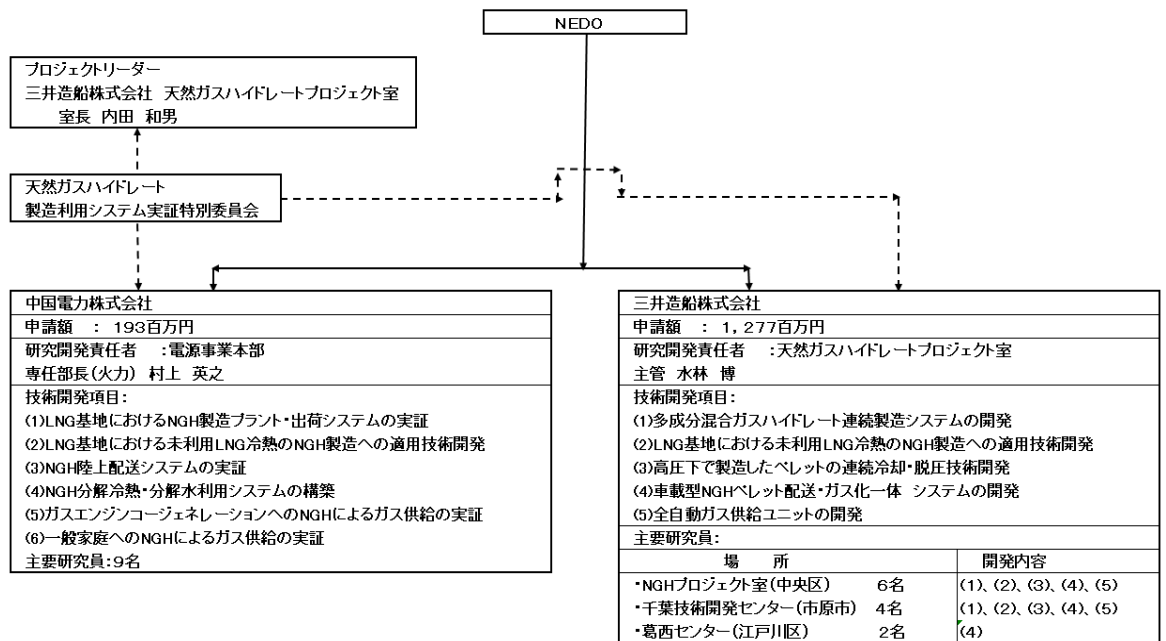 NEDO
プロジェクトリーダー
三井造船株式会社 天然ガスハイドレートプロジェクト室
室長 内田 和男
天然ガスハイドレート
製造利用システム実証特別委員会
中国電力株式会社
申請額 : 193百万円
研究開発責任者 :電源事業本部
専任部長(火力) 村上 英之
技術開発項目:
(1)LNG基地におけるNGH製造プラント・出荷システムの実証
(2)LNG基地における未利用LNG冷熱のNGH製造への適用技術開発
(3)NGH陸上配送システムの実証
(4)NGH分解冷熱・分解水利用システムの構築
(5)ガスエンジンコージェネレーションへのNGHによるガス供給の実証
(6)一般家庭へのNGHによるガス供給の実証
主要研究員:9名
三井造船株式会社
申請額 : 1,277百万円
研究開発責任者 :天然ガスハイドレートプロジェクト室
主管 水林 博
技術開発項目:
(1)多成分混合ガスハイドレート連続製造システムの開発
(2)LNG基地における未利用LNG冷熱のNGH製造への適用技術開発
(3)高圧下で製造したペレットの連続冷却・脱圧技術開発
(4)車載型NGHペレット配送・ガス化一体 システムの開発
(5)全自動ガス供給ユニットの開発
主要研究員:
場 所 開発内容
・NGHプロジェクト室(中央区) 6名 (1)、(2)、(3)、(4)、(5)
・千葉技術開発センター(市原市) 4名 (1)、(2)、(3)、(4)、(5)
・葛西センター(江戸川区) 2名 (4)